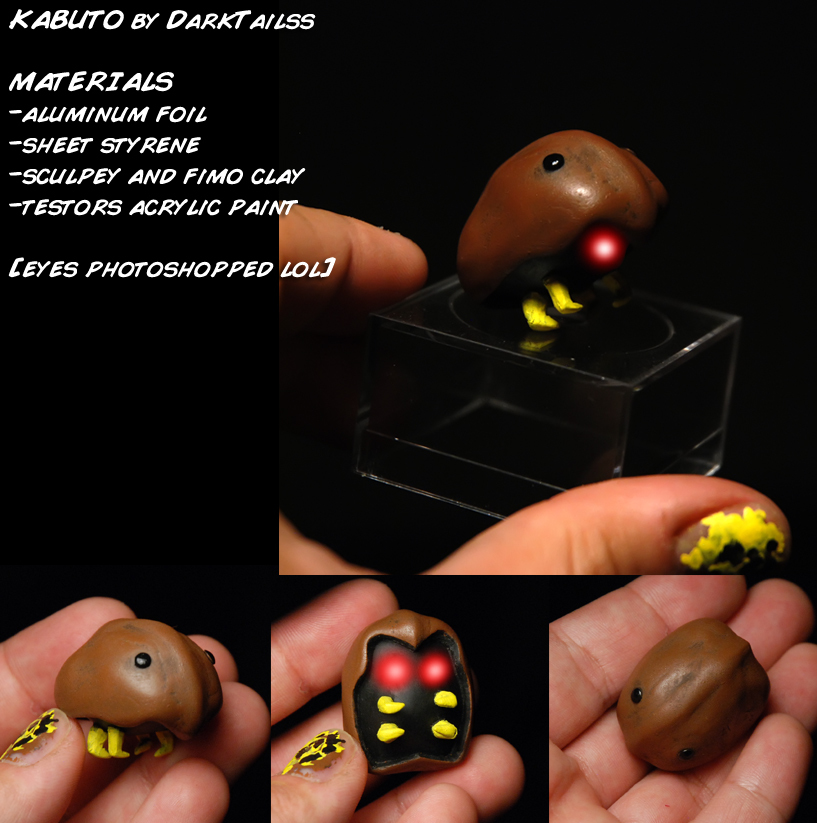 KABUTO BY DARKTAILSS
MATERIALS
-ALUMINUM FOIL
-SHEET STYRENE
-SCULPEY AND FIMO CLAY
-TESTORS ACRYLIC PAINT
[EYES PHOTOSHOPPED LOL]